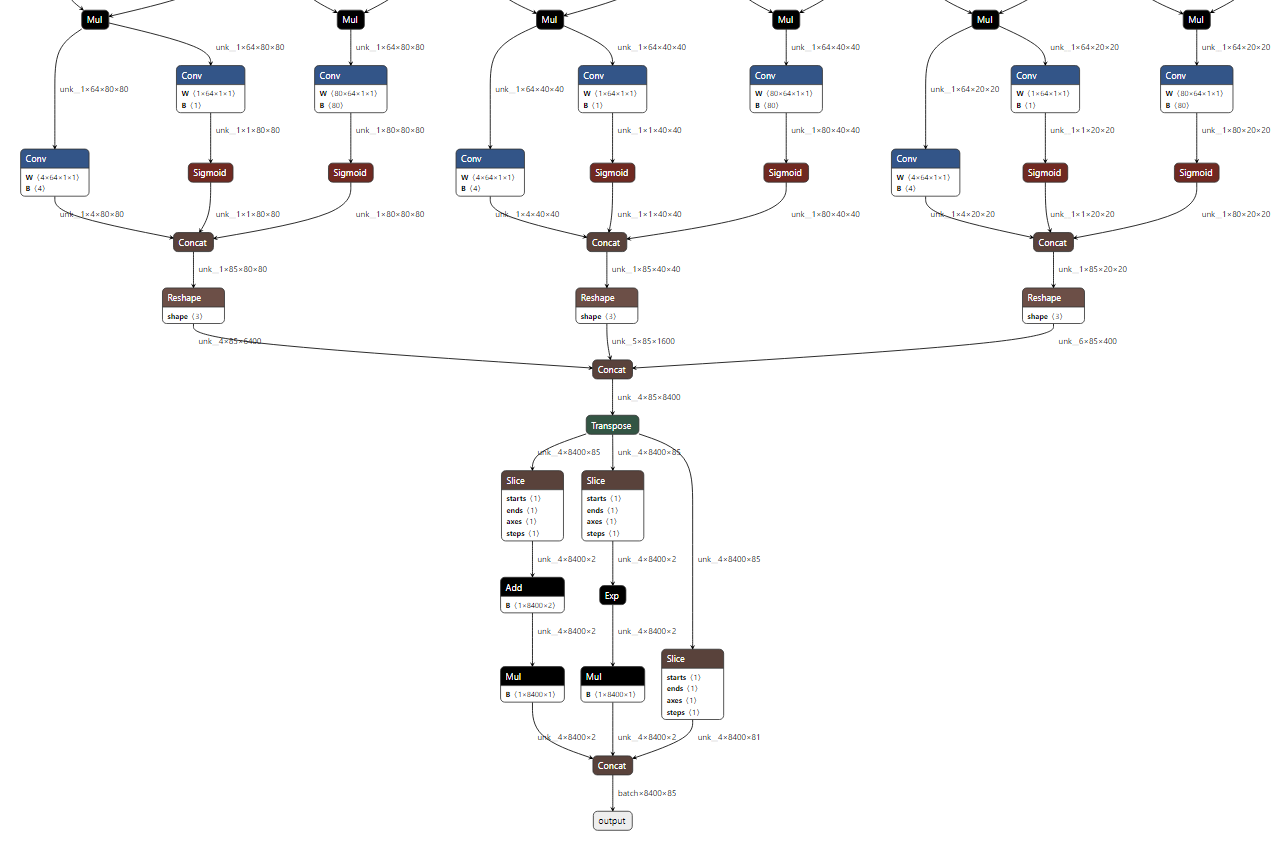 Mul Mul Mul Mul Mul Mul
unk__1×64×80×80 unk__1×64×80×80 unk__1×64×40×40 unk__1×64×40×40 unk__1×64×20×20 unk__1×64×20×20
Conv Conv Conv Conv Conv Conv
unk__1×64×80×80 unk__1×64×40×40 unk__1×64×20×20
W ⟨1×64×1×1⟩ W ⟨80×64×1×1⟩ W ⟨1×64×1×1⟩ W ⟨80×64×1×1⟩ W ⟨1×64×1×1⟩ W ⟨80×64×1×1⟩
B ⟨1⟩ B ⟨80⟩ B ⟨1⟩ B ⟨80⟩ B ⟨1⟩ B ⟨80⟩
unk__1×1×80×80 unk__1×80×80×80 unk__1×1×40×40 unk__1×80×40×40 unk__1×1×20×20 unk__1×80×20×20
Conv Conv Conv
W ⟨4×64×1×1⟩ Sigmoid Sigmoid W ⟨4×64×1×1⟩ Sigmoid Sigmoid W ⟨4×64×1×1⟩ Sigmoid Sigmoid
B ⟨4⟩ B ⟨4⟩ B ⟨4⟩
unk__1×4×80×80 unk__1×1×80×80 unk__1×80×80×80 unk__1×4×40×40 unk__1×1×40×40 unk__1×80×40×40 unk__1×4×20×20 unk__1×1×20×20 unk__1×80×20×20
Concat Concat Concat
unk__1×85×80×80 unk__1×85×40×40 unk__1×85×20×20
Reshape Reshape Reshape
shape ⟨3⟩ shape ⟨3⟩ shape ⟨3⟩
unk__4×85×6400 unk__5×85×1600 unk__6×85×400
Concat
unk__4×85×8400
Transpose
unk__4×8400×85 unk__4×8400×85
Slice Slice
starts ⟨1⟩ starts ⟨1⟩
ends ⟨1⟩ ends ⟨1⟩
axes ⟨1⟩ axes ⟨1⟩
steps ⟨1⟩ steps ⟨1⟩
unk__4×8400×2 unk__4×8400×2 unk__4×8400×85
Add Exp
B ⟨1×8400×2⟩
unk__4×8400×2 unk__4×8400×2
Slice
Mul Mul starts ⟨1⟩
B ⟨1×8400×1⟩ B ⟨1×8400×1⟩ ends ⟨1⟩
axes ⟨1⟩
steps ⟨1⟩
unk__4×8400×2 unk__4×8400×2 unk__4×8400×81
Concat
batch×8400×85
output